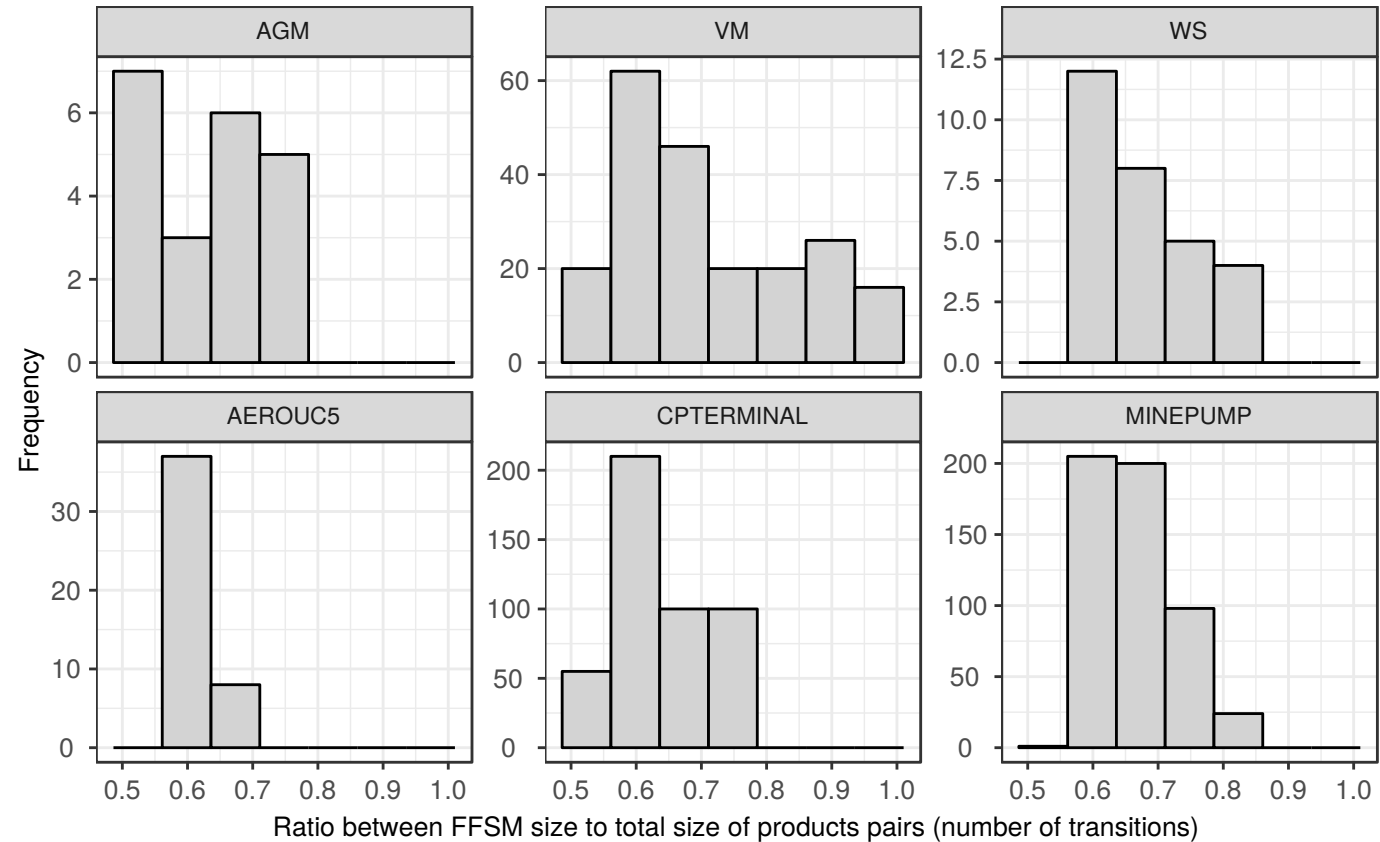 AGM
VM
WS
6
4
2
0
60
40
20
0
12.5
10.0
7.5
5.0
2.5
0.0
Frequency
AEROUC5
CPTERMINAL
MINEPUMP
30
20
10
0
200
150
100
50
0
200
150
100
50
0
0.5 0.6 0.7 0.8 0.9 1.0
0.5 0.6 0.7 0.8 0.9 1.0
0.5 0.6 0.7 0.8 0.9 1.0
Ratio between FFSM size to total size of products pairs (number of transitions)